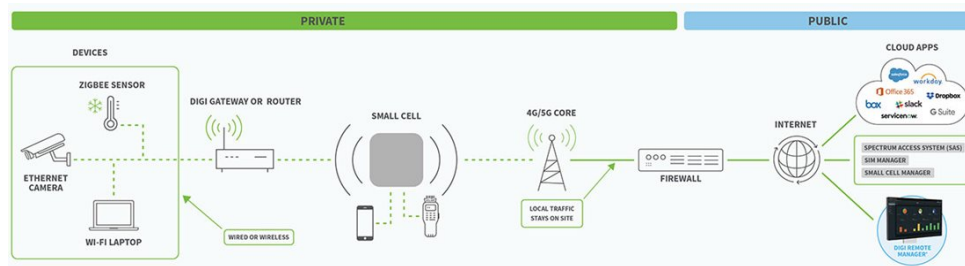 PRIVATE
PUBLIC
DEVICES
ZIGBEE SENSOR
ETHERNET
CAMERA
WI-FI LAPTOP
DIGI GATEWAY OR ROUTER
WIRED OR WIRELESS
SMALL CELL
4G/5G CORE
LOCAL TRAFFIC
STAYS ON SITE
FIREWALL
INTERNET
CLOUD APPS
salesforce
workday.
Office 365
Dropbox
box
slack
servicenow
G Suite
SPECTRUM ACCESS SYSTEM (SAS)
SIM MANAGER
SMALL CELL MANAGER
DIGI REMOTE
MANAGER®